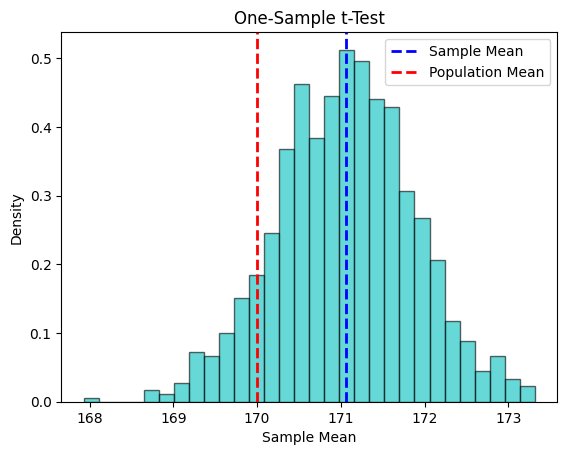 One-Sample t-Test
Sample Mean
Population Mean
Density
0.5
0.4
0.3
0.2
0.1
0.0
168 169 170 171 172 173
Sample Mean